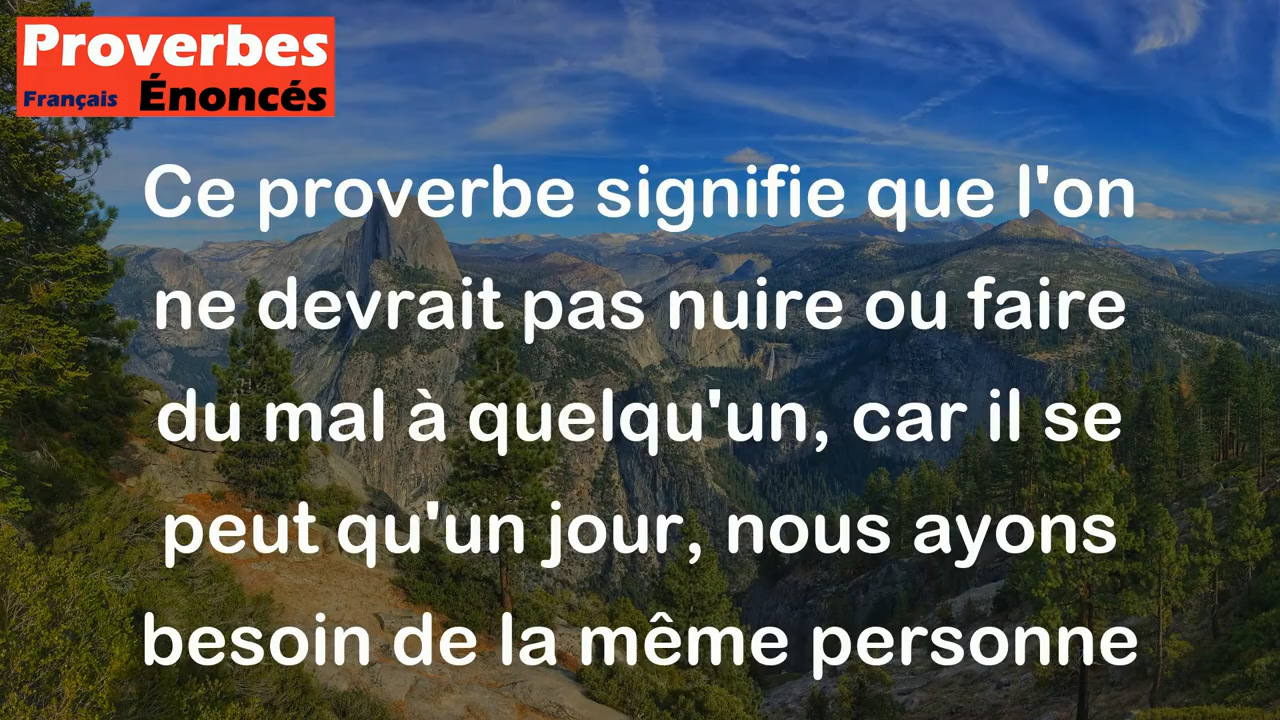 Proverbes
Français Énoncés
Ce proverbe signifie que l'on
ne devrait pas nuire ou faire
du mal à quelqu'un, car il se
peut qu'un jour, nous ayons
besoin de la même personne